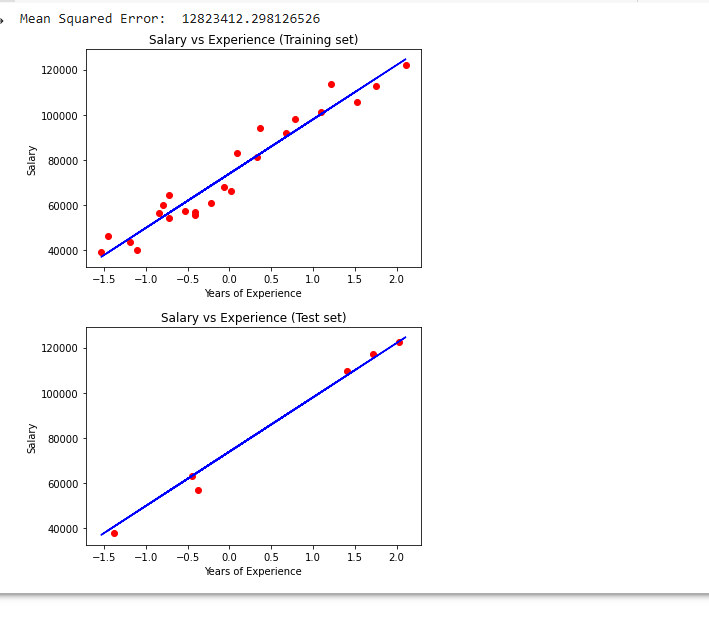 Mean Squared Error:  12823412.298126526
Salary vs Experience (Training set)
120000
100000
80000
60000
40000
Salary
−1.5 −1.0 −0.5 0.0 0.5 1.0 1.5 2.0
Years of Experience
Salary vs Experience (Test set)
120000
100000
80000
60000
40000
Salary
−1.5 −1.0 −0.5 0.0 0.5 1.0 1.5 2.0
Years of Experience